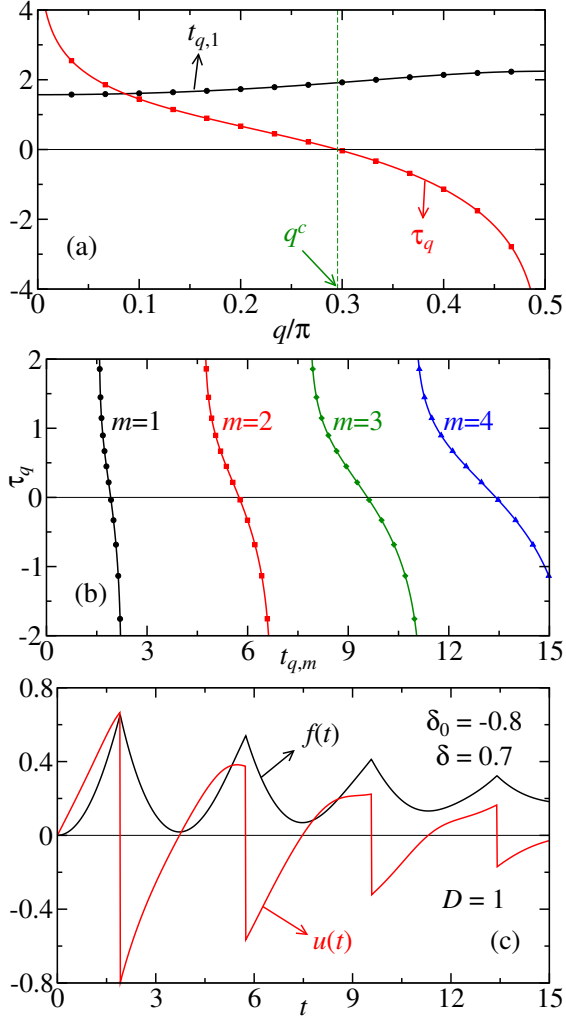 4
2
0
2
4
t_{q,1}
(a)
q^c
τ_q
0 0.1 0.2 0.3 0.4 0.5
q/π
2
1
0
-1
-2
τ_q
m=1 m=2 m=3 m=4
(b)
0 3 6 9 12 15
t_{q,m}
0.8
0.4
0
-0.4
-0.8
f(t)
δ_0 = -0.8
δ = 0.7
u(t)
D = 1
(c)
0 3 6 9 12 15
t